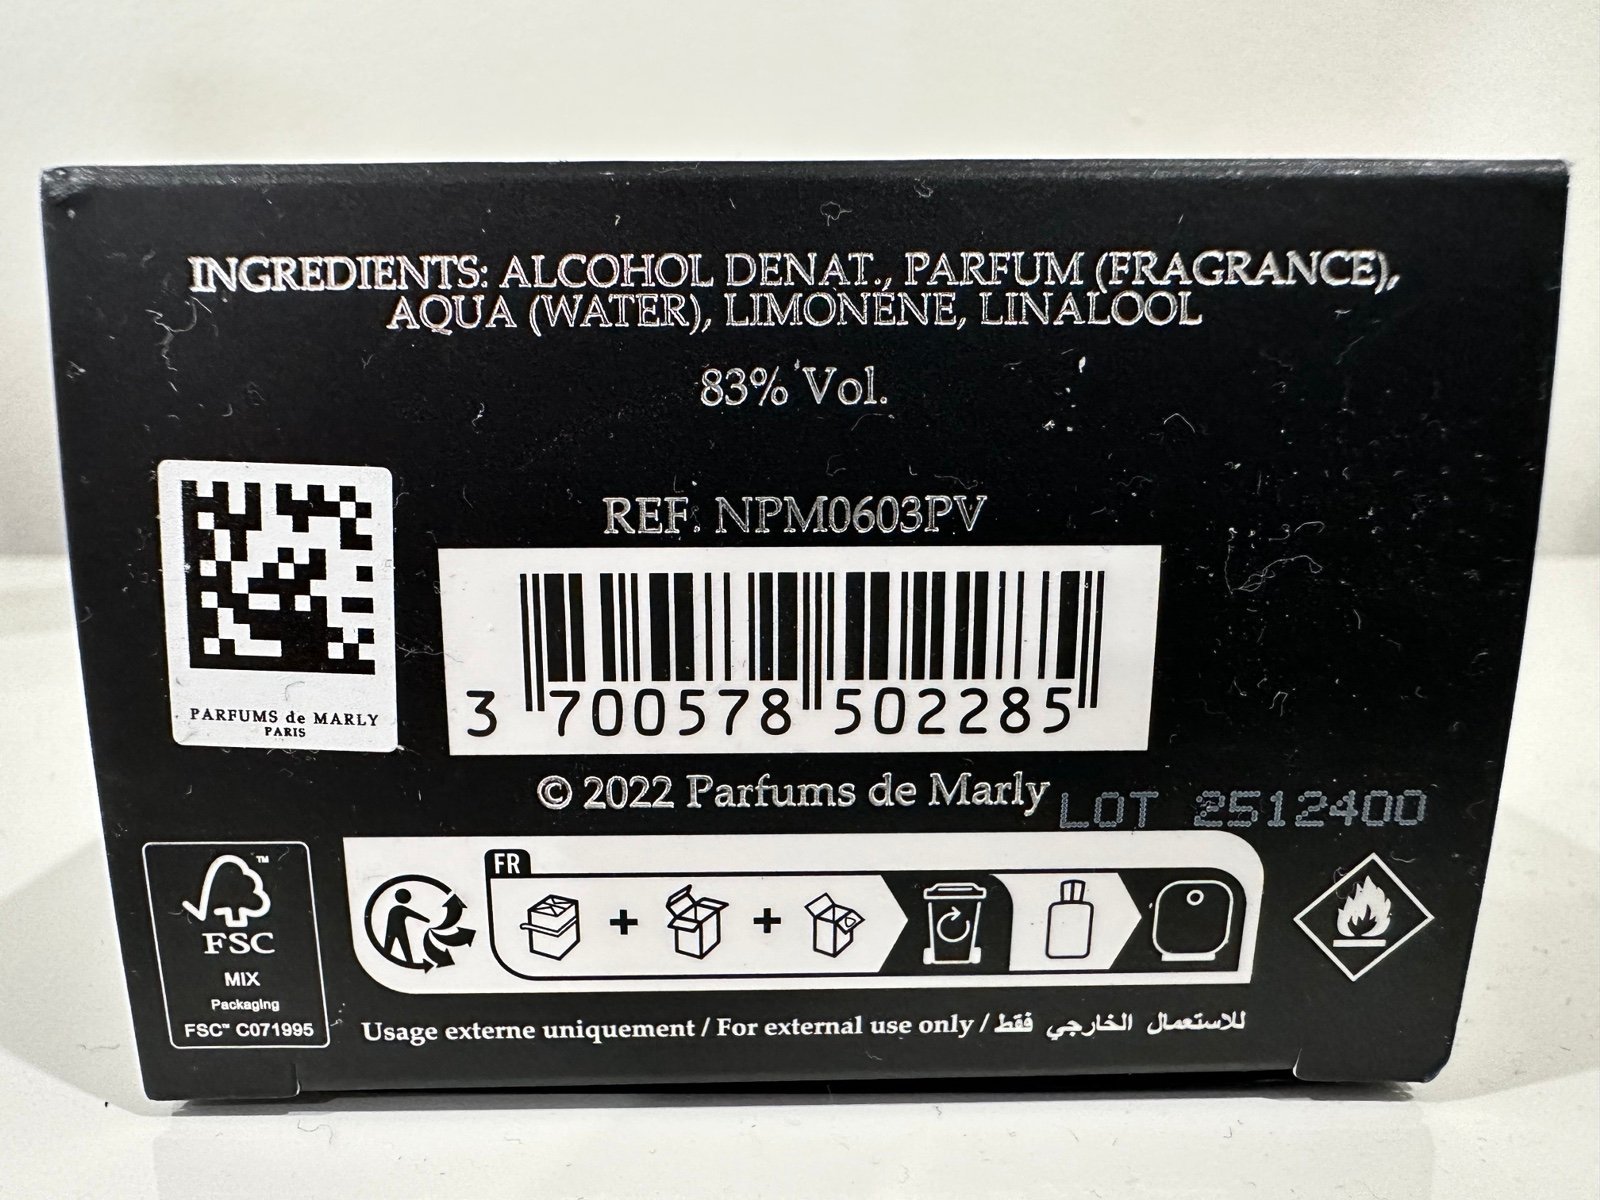 INGREDIENTS: ALCOHOL DENAT., PARFUM (FRAGRANCE),
AQUA (WATER), LIMONENE, LINALOOL
83% Vol.
REF. NPM0603PV
PARFUMS de MARLY
PARIS
3 700578 502285
© 2022 Parfums de Marly
LOT 2512400
FSC™
MIX
Packaging
FSC™ C071995
FR
+ +
Usage externe uniquement / For external use only / للاستعمال الخارجي فقط